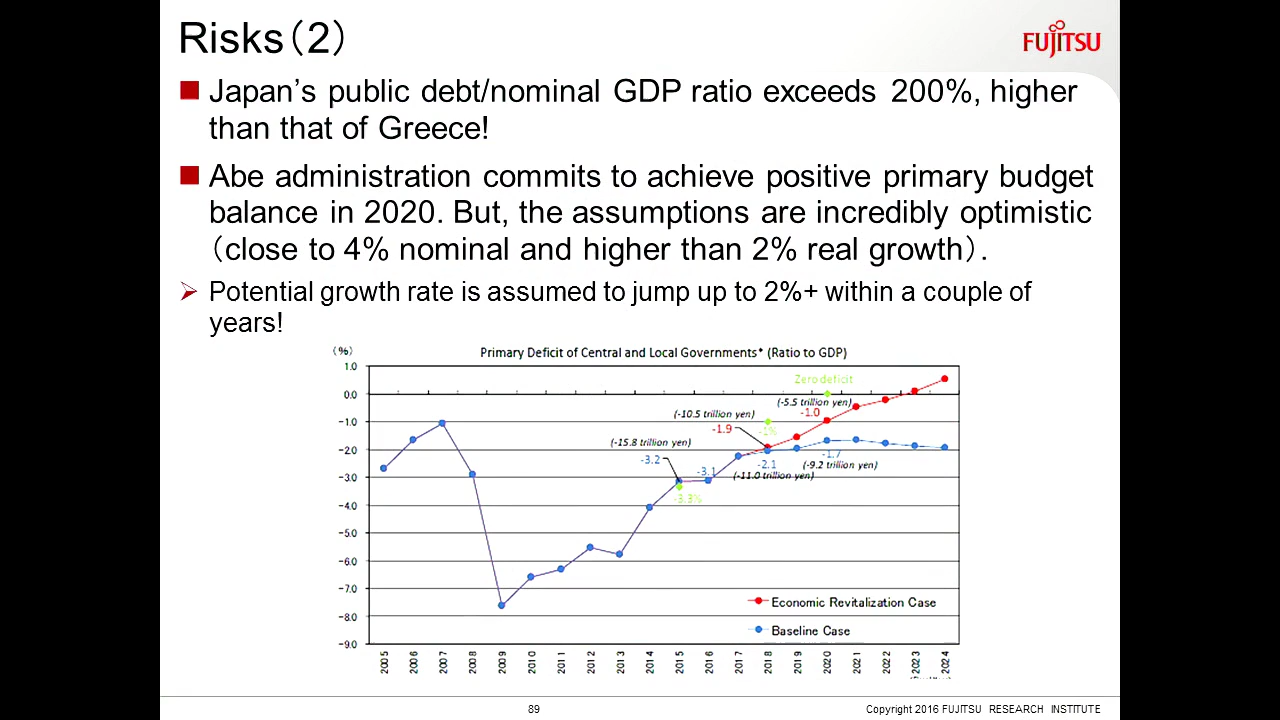 Risks（2）
FUJITSU
Japan’s public debt/nominal GDP ratio exceeds 200%, higher
than that of Greece!
Abe administration commits to achieve positive primary budget
balance in 2020. But, the assumptions are incredibly optimistic
（close to 4% nominal and higher than 2% real growth）.
Potential growth rate is assumed to jump up to 2%+ within a couple of
years!
(%)
Primary Deficit of Central and Local Governments* (Ratio to GDP)
1.0
0.0
-1.0
-2.0
-3.0
-4.0
-5.0
-6.0
-7.0
-8.0
-9.0
Zero deficit
(-5.5 trillion yen)
-1.0
(-10.5 trillion yen)
-1.9
-1%
(-15.8 trillion yen)
-3.2
-3.1
-3.3%
-2.1
(-11.0 trillion yen)
-1.7
(-9.2 trillion yen)
Economic Revitalization Case
Baseline Case
2005
2006
2007
2008
2009
2010
2011
2012
2013
2014
2015
2016
2017
2018
2019
2020
2021
2022
2023
2024
89
Copyright 2016 FUJITSU RESEARCH INSTITUTE